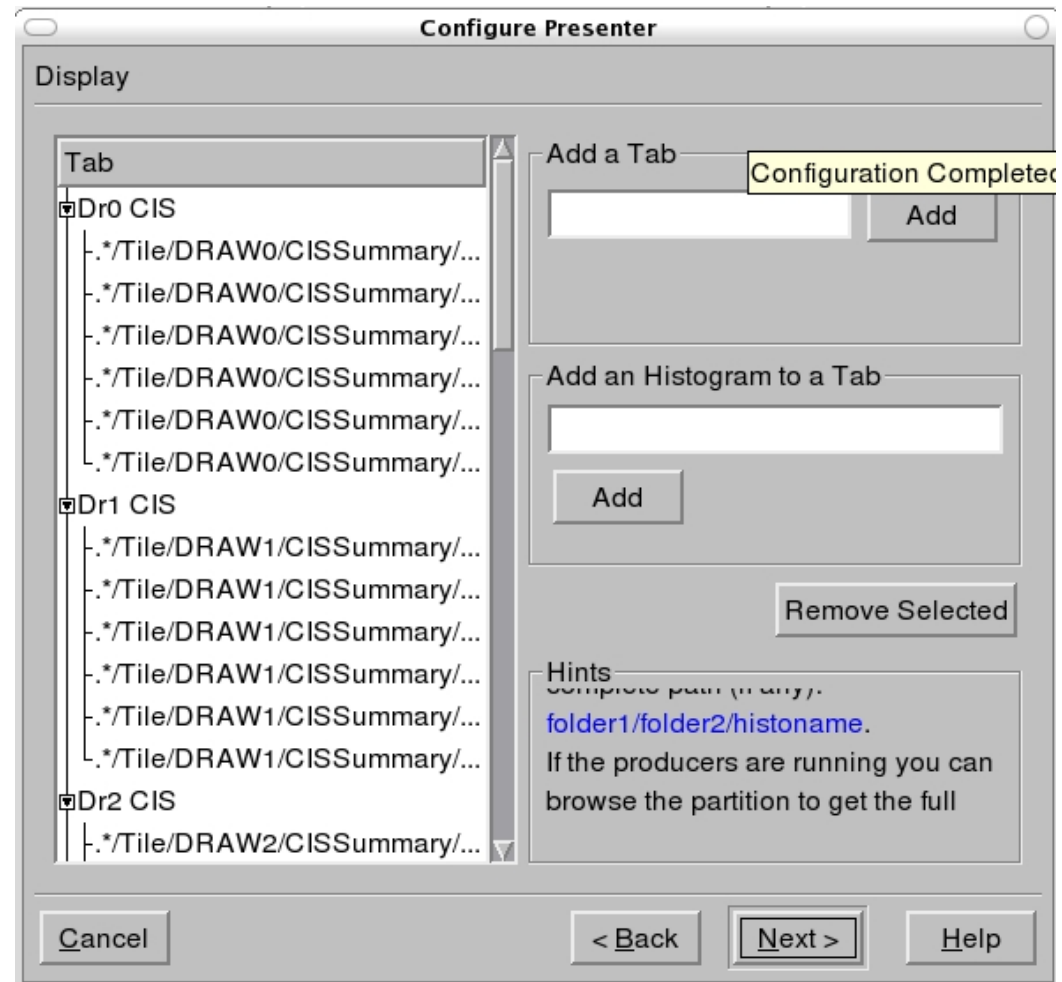 Configure Presenter
Display
Tab
Dr0 CIS
.*/Tile/DRAW0/CISSummary/...
.*/Tile/DRAW0/CISSummary/...
.*/Tile/DRAW0/CISSummary/...
.*/Tile/DRAW0/CISSummary/...
.*/Tile/DRAW0/CISSummary/...
.*/Tile/DRAW0/CISSummary/...
Dr1 CIS
.*/Tile/DRAW1/CISSummary/...
.*/Tile/DRAW1/CISSummary/...
.*/Tile/DRAW1/CISSummary/...
.*/Tile/DRAW1/CISSummary/...
.*/Tile/DRAW1/CISSummary/...
.*/Tile/DRAW1/CISSummary/...
Dr2 CIS
.*/Tile/DRAW2/CISSummary/...
Add a Tab
Configuration Completed
Add
Add an Histogram to a Tab
Add
Remove Selected
Hints
complete path (if any):
folder1/folder2/histoname.
If the producers are running you can
browse the partition to get the full
Cancel
< Back
Next >
Help